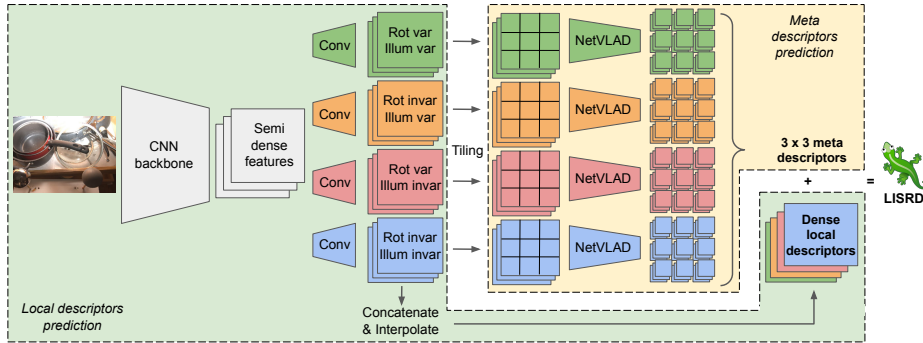 CNN
backbone
Semi
dense
features
Conv
Rot var
Illum var
Conv
Rot invar
Illum var
Conv
Rot var
Illum invar
Conv
Rot invar
Illum invar
Tiling
NetVLAD
NetVLAD
NetVLAD
NetVLAD
Meta
descriptors
prediction
3 x 3 meta
descriptors
+
=
LISRD
Dense
local
descriptors
Local descriptors
prediction
Concatenate
& Interpolate